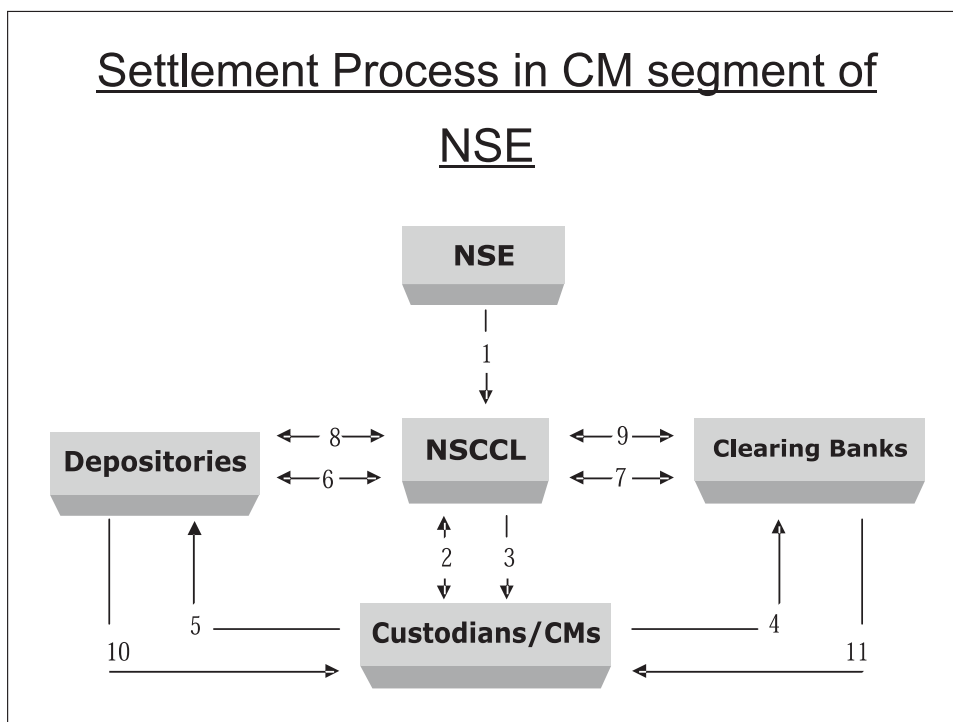 Settlement Process in CM segment of
NSE
NSE
1
8
9
Depositories
NSCCL
Clearing Banks
6
7
2
3
5
4
Custodians/CMs
10
11